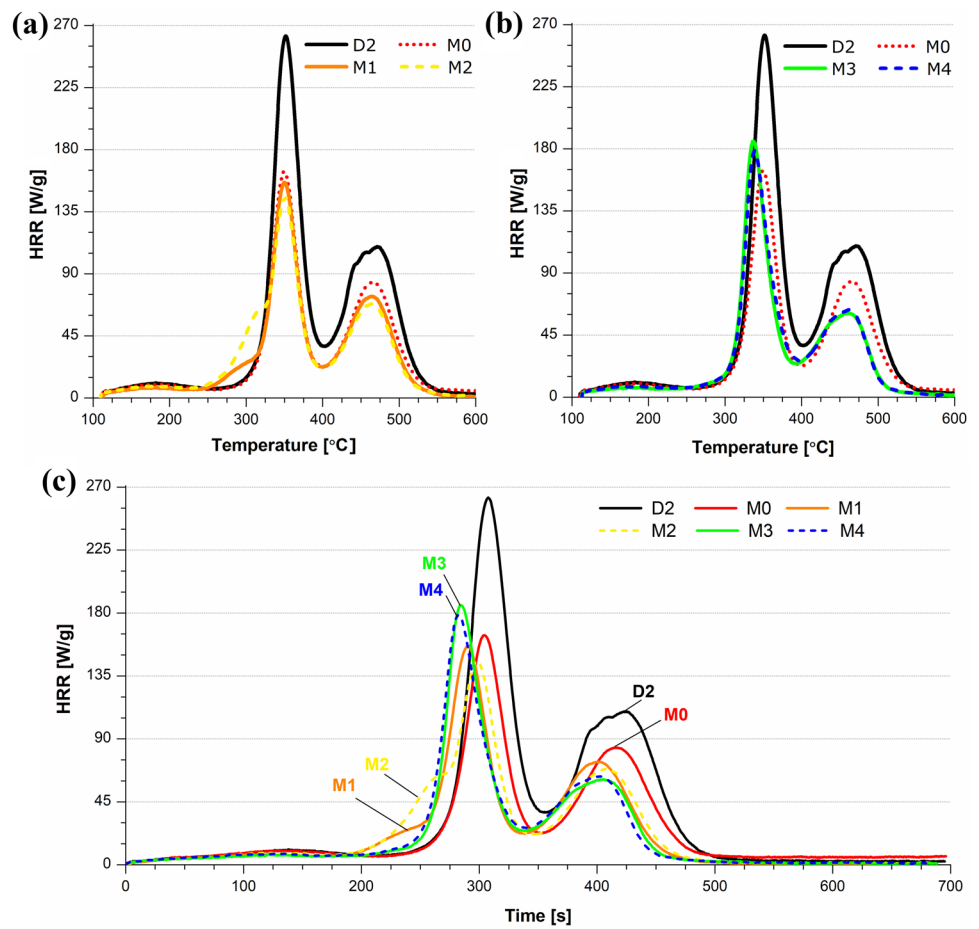 (a)
270
225
180
135
90
45
0
HRR [W/g]
D2 M0
M1 M2
100 200 300 400 500 600
Temperature [°C]
(b)
270
225
180
135
90
45
0
HRR [W/g]
D2 M0
M3 M4
100 200 300 400 500 600
Temperature [°C]
(c)
270
225
180
135
90
45
0
HRR [W/g]
D2 M0 M1
M2 M3 M4
M3
M4
D2
M0
M2
M1
0 100 200 300 400 500 600 700
Time [s]